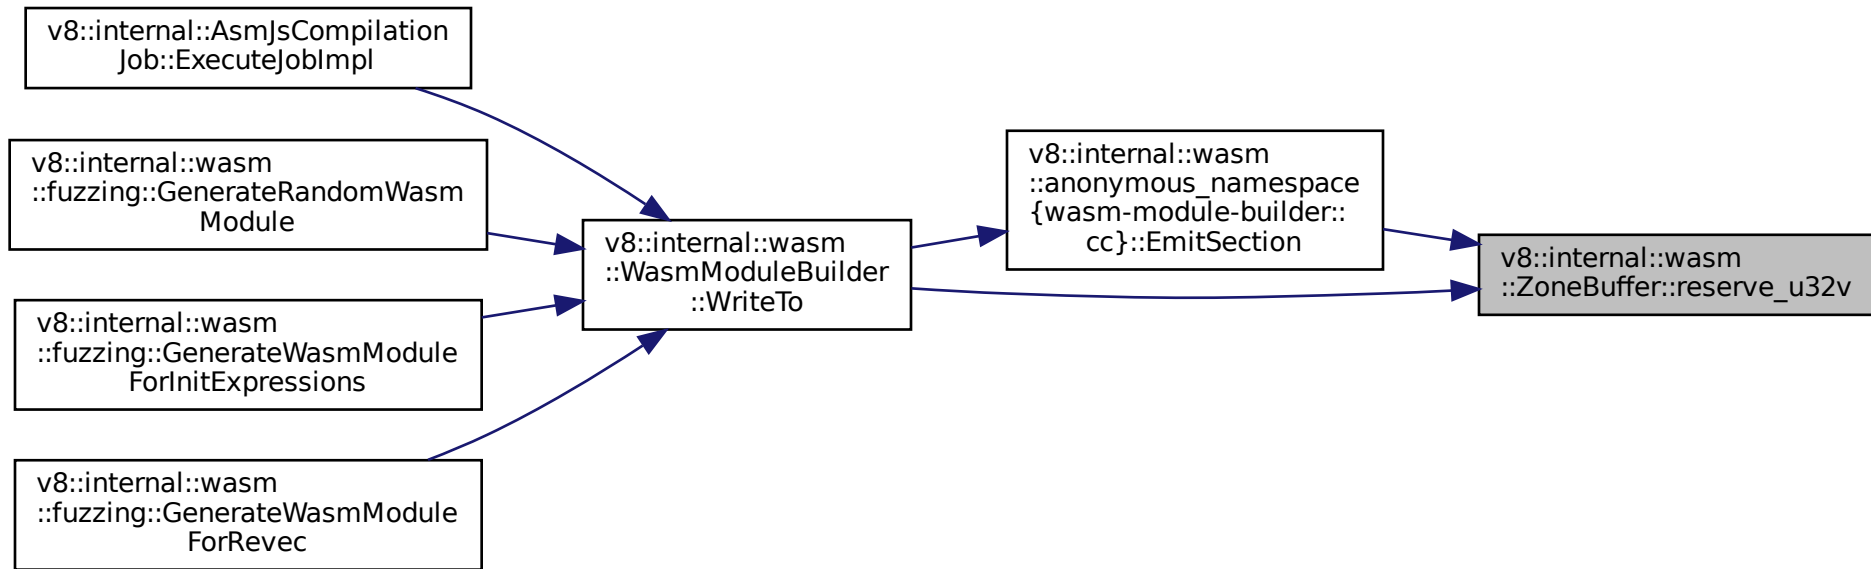 v8::internal::AsmJsCompilation
Job::ExecuteJobImpl
v8::internal::wasm
::fuzzing::GenerateRandomWasm
Module
v8::internal::wasm
::fuzzing::GenerateWasmModule
ForInitExpressions
v8::internal::wasm
::fuzzing::GenerateWasmModule
ForRevec
v8::internal::wasm
::WasmModuleBuilder
::WriteTo
v8::internal::wasm
::anonymous_namespace
{wasm-module-builder::
cc}::EmitSection
v8::internal::wasm
::ZoneBuffer::reserve_u32v